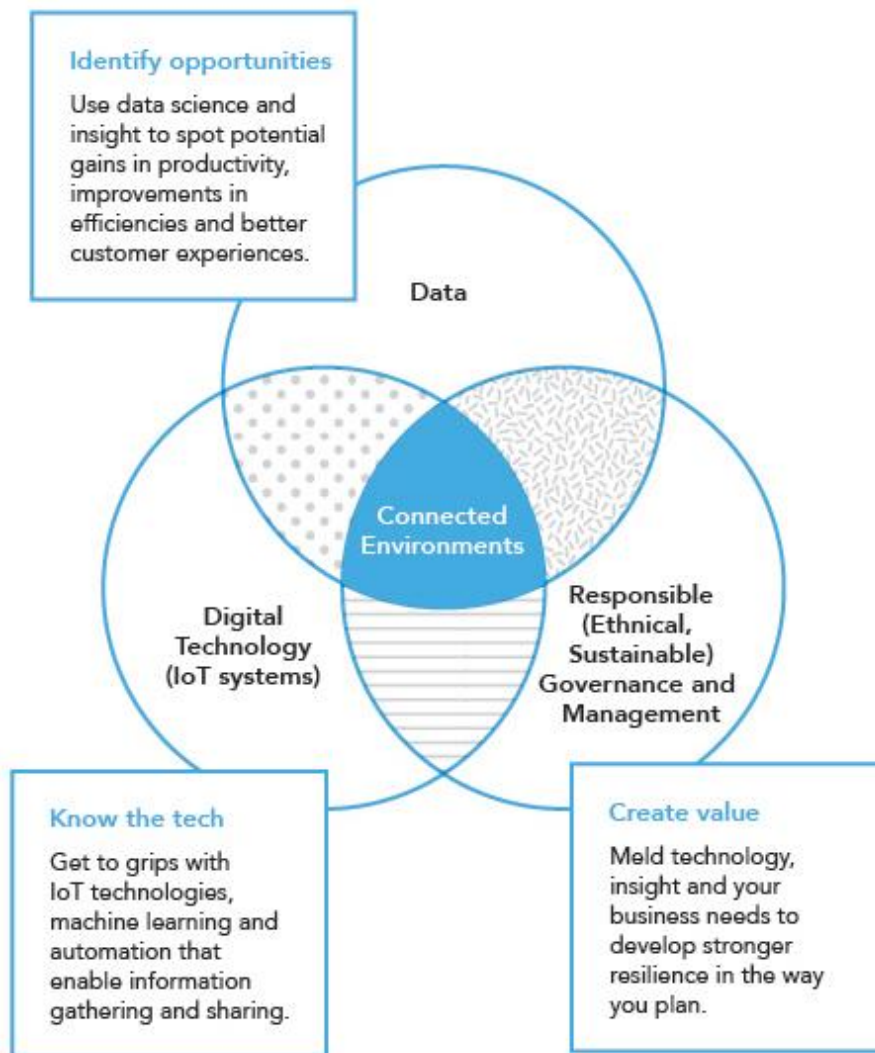 Identify opportunities
Use data science and
insight to spot potential
gains in productivity,
improvements in
efficiencies and better
customer experiences.
Data
Connected
Environments
Digital
Technology
(IoT systems)
Responsible
(Ethnical,
Sustainable)
Governance and
Management
Know the tech
Get to grips with
IoT technologies,
machine learning and
automation that
enable information
gathering and sharing.
Create value
Meld technology,
insight and your
business needs to
develop stronger
resilience in the way
you plan.